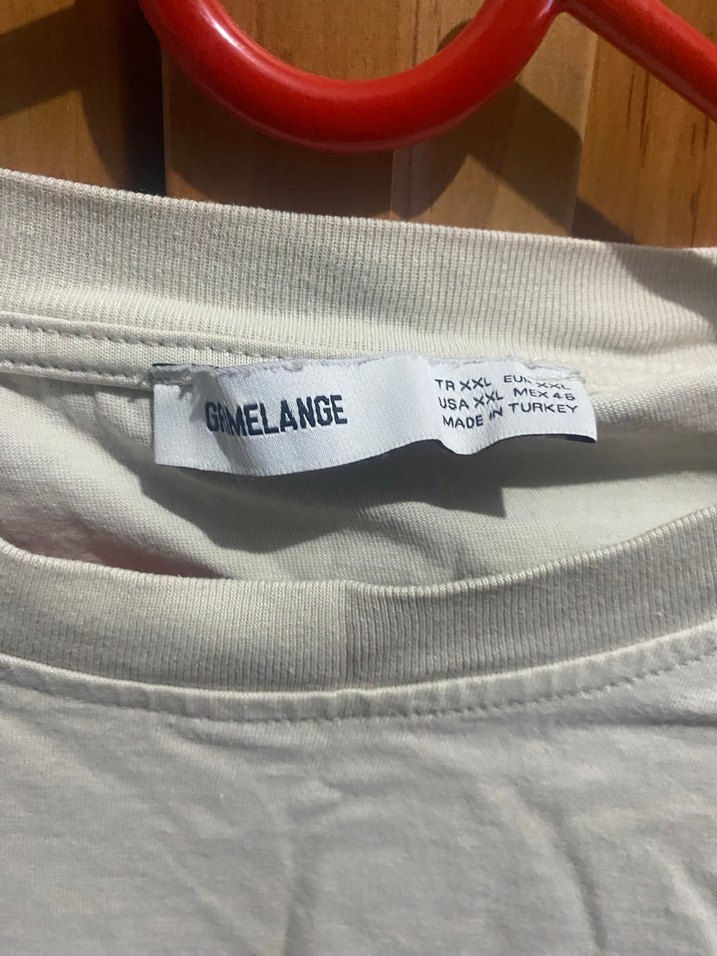 GRIMELANGE
TR XXL EUR XXL
USA XXL MEX 46
MADE IN TURKEY